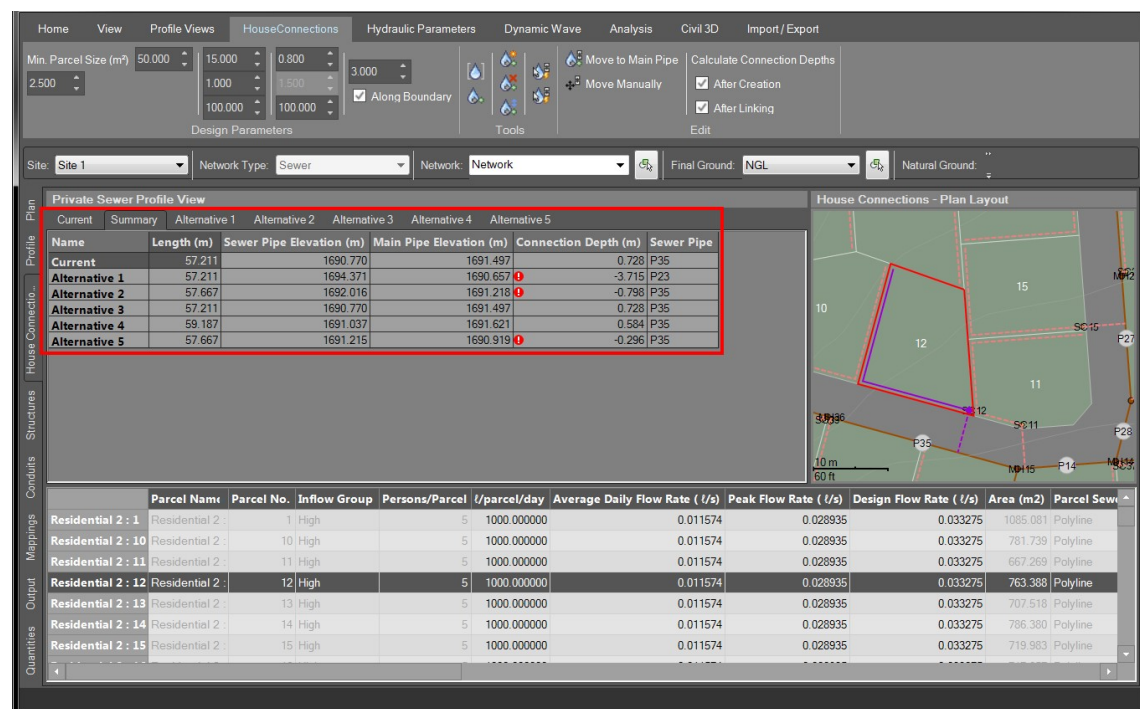 Home View Profile Views HouseConnections Hydraulic Parameters Dynamic Wave Analysis Civil 3D Import / Export
Min. Parcel Size (m²) 50.000 15.000 0.800 3.000 Move to Main Pipe Calculate Connection Depths
2.500 1.000 1.500 Along Boundary Move Manually After Creation
100.000 100.000 After Linking
Design Parameters Tools Edit
Site: Site 1 Network Type: Sewer Network: Network Final Ground: NGL Natural Ground:
Plan
Profile
House Connectio...
Structures
Conduits
Mappings
Output
Quantities
Private Sewer Profile View
Current Summary Alternative 1 Alternative 2 Alternative 3 Alternative 4 Alternative 5
Name Length (m) Sewer Pipe Elevation (m) Main Pipe Elevation (m) Connection Depth (m) Sewer Pipe
Current 57.211 1690.770 1691.497 0.728 P35
Alternative 1 57.211 1694.371 1690.657 -3.715 P23
Alternative 2 57.667 1692.016 1691.218 -0.798 P35
Alternative 3 57.211 1690.770 1691.497 0.728 P35
Alternative 4 59.187 1691.037 1691.621 0.584 P35
Alternative 5 57.667 1691.215 1690.919 -0.296 P35
House Connections - Plan Layout
15
10
SC15
P27
12
11
SC12
SC11
P28
P35
MH15 P14
10 m
60 ft
Parcel Name Parcel No. Inflow Group Persons/Parcel ℓ/parcel/day Average Daily Flow Rate ( ℓ/s) Peak Flow Rate ( ℓ/s) Design Flow Rate ( ℓ/s) Area (m2) Parcel Sewe
Residential 2 : 1 Residential 2 : 1 High 5 1000.000000 0.011574 0.028935 0.033275 1085.081 Polyline
Residential 2 : 10 Residential 2 : 10 High 5 1000.000000 0.011574 0.028935 0.033275 781.739 Polyline
Residential 2 : 11 Residential 2 : 11 High 5 1000.000000 0.011574 0.028935 0.033275 667.269 Polyline
Residential 2 : 12 Residential 2 : 12 High 5 1000.000000 0.011574 0.028935 0.033275 763.388 Polyline
Residential 2 : 13 Residential 2 : 13 High 5 1000.000000 0.011574 0.028935 0.033275 707.518 Polyline
Residential 2 : 14 Residential 2 : 14 High 5 1000.000000 0.011574 0.028935 0.033275 786.380 Polyline
Residential 2 : 15 Residential 2 : 15 High 5 1000.000000 0.011574 0.028935 0.033275 719.983 Polyline